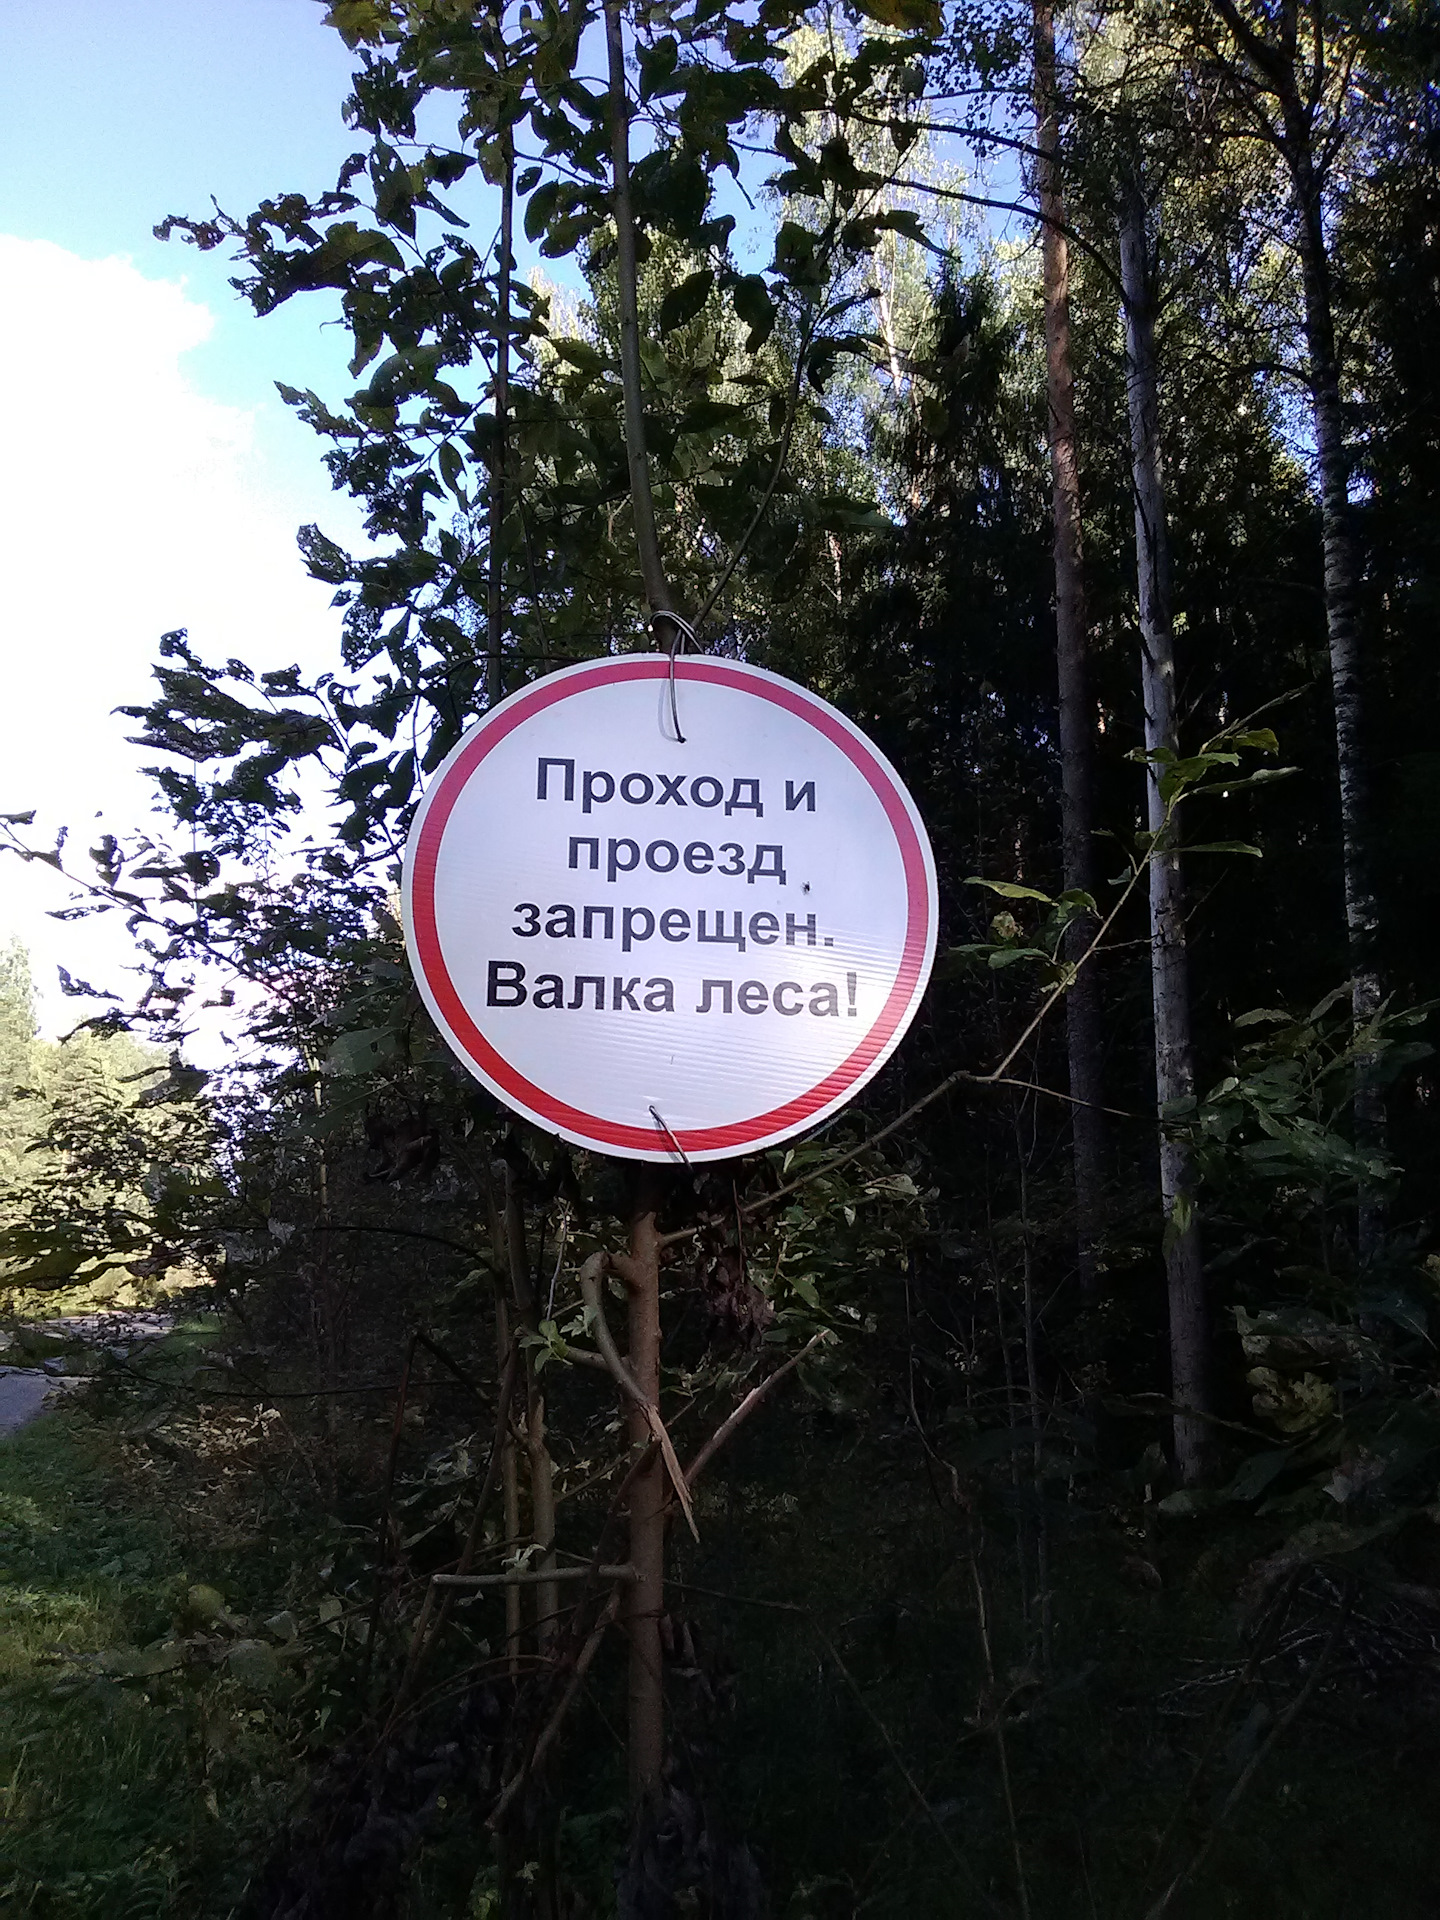 Проход и
проезд
запрещен.
Валка леса!